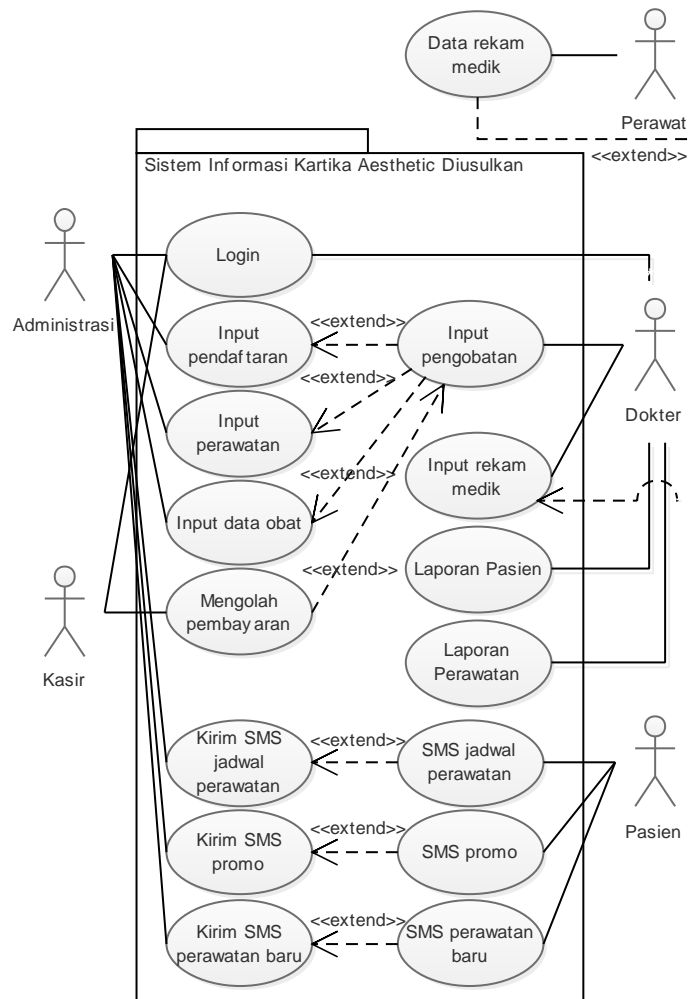 Data rekam
medik
Perawat
<<extend>>
Sistem Informasi Kartika Aesthetic Diusulkan
Login
Administrasi
<<extend>>
Input
pendaftaran
Input
pengobatan
<<extend>>
Dokter
Input
perawatan
Input rekam
medik
<<extend>>
Input data obat
<<extend>>
Laporan Pasien
Mengolah
pembayaran
Kasir
Laporan
Perawatan
Kirim SMS
jadwal
perawatan
<<extend>>
SMS jadwal
perawatan
Pasien
Kirim SMS
promo
<<extend>>
SMS promo
Kirim SMS
perawatan baru
<<extend>>
SMS perawatan
baru